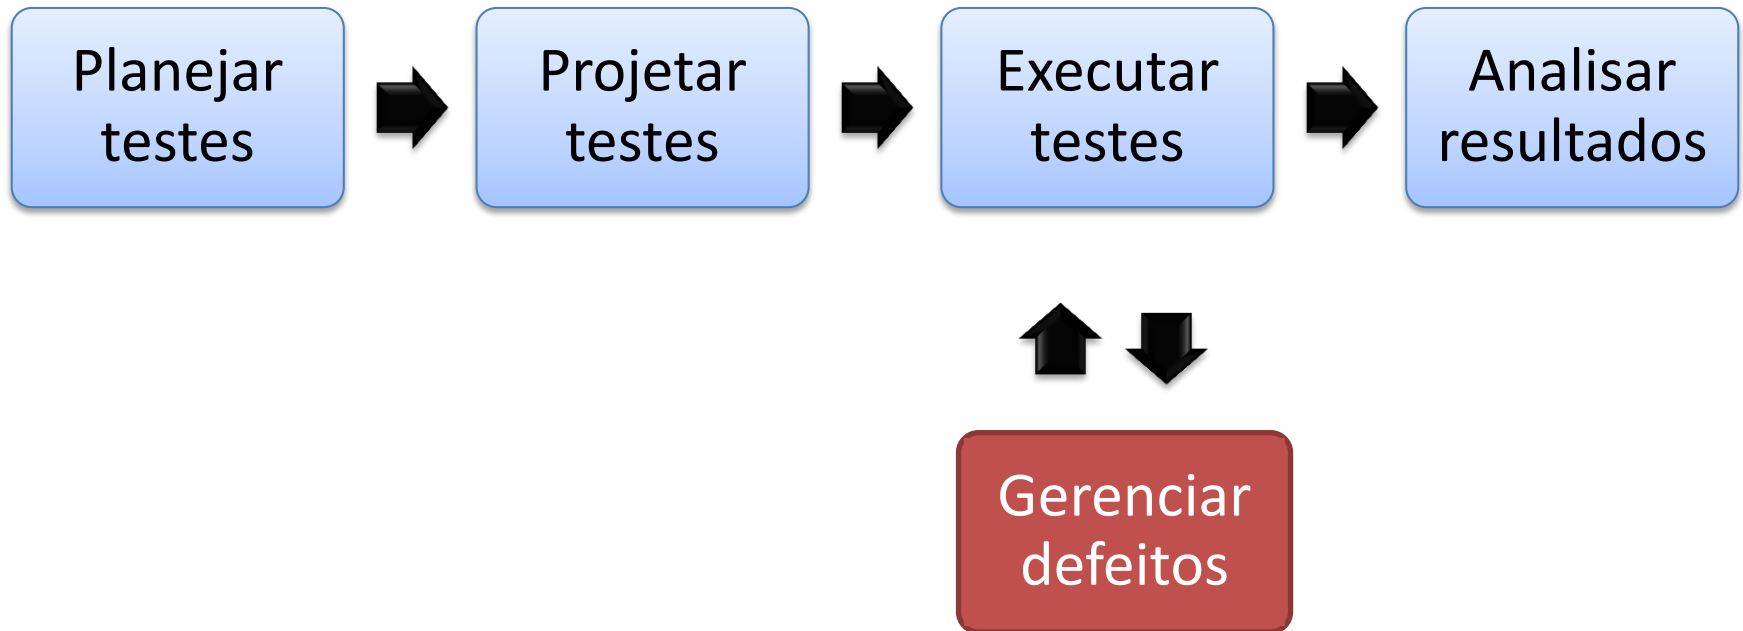 Planejar
testes
Projetar
testes
Executar
testes
Analisar
resultados
Gerenciar
defeitos